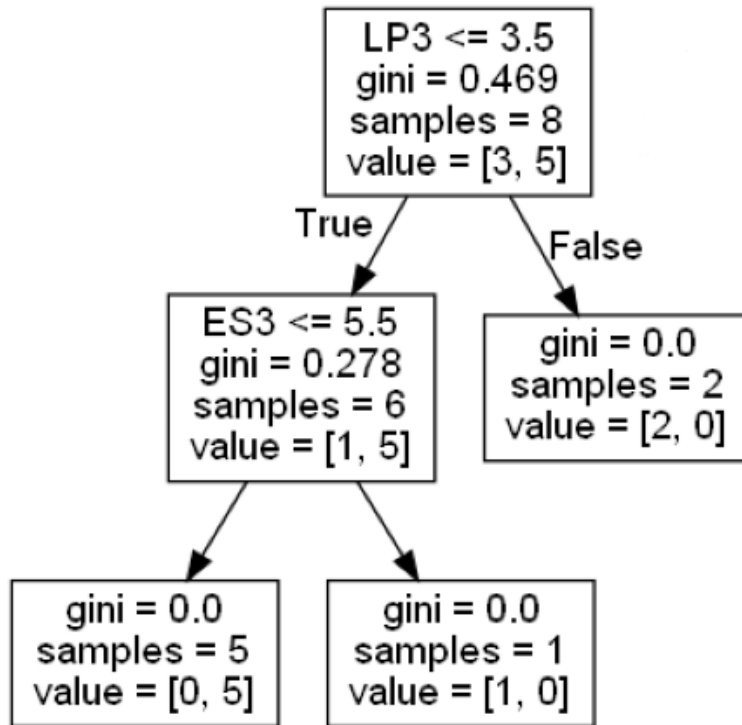 LP3 <= 3.5
gini = 0.469
samples = 8
value = [3, 5]
True
False
ES3 <= 5.5
gini = 0.278
samples = 6
value = [1, 5]
gini = 0.0
samples = 2
value = [2, 0]
gini = 0.0
samples = 5
value = [0, 5]
gini = 0.0
samples = 1
value = [1, 0]